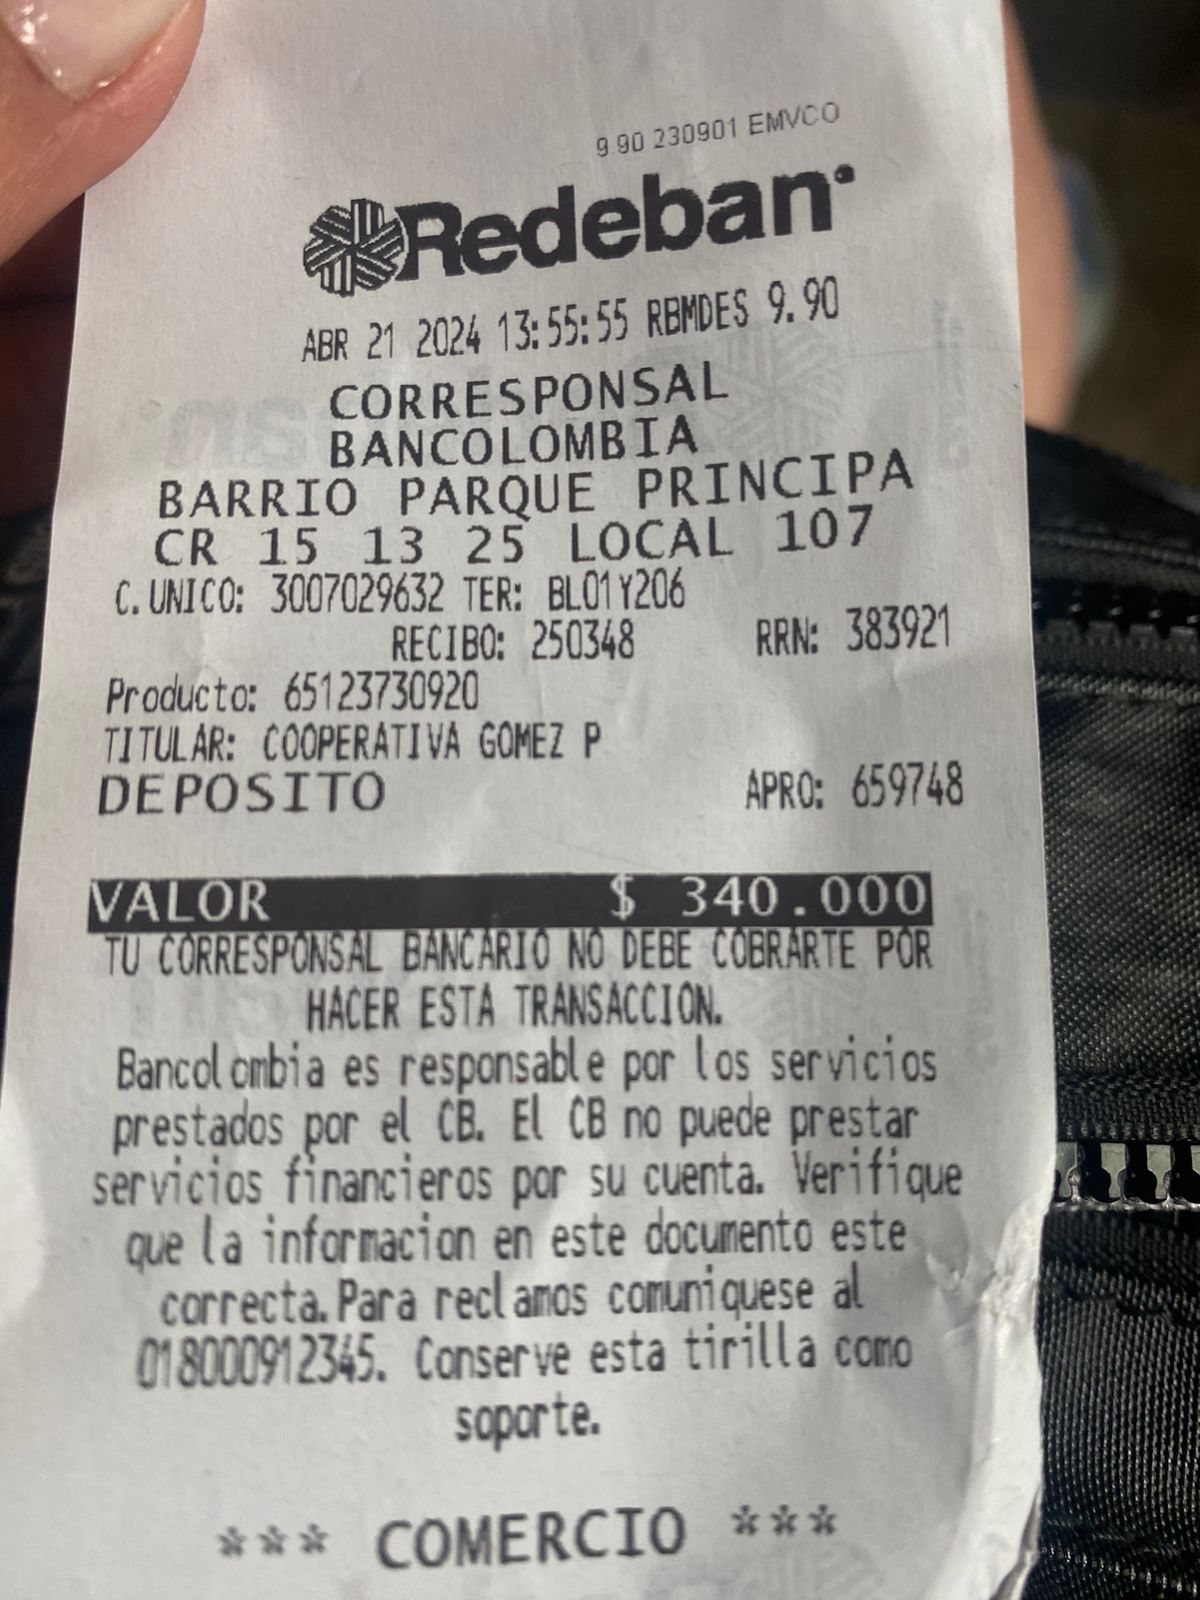 9.90 230901 EMVCO
Redeban
ABR 21 2024 13:55:55 RBMDES 9.90
CORRESPONSAL
BANCOLOMBIA
BARRIO PARQUE PRINCIPA
CR 15 13 25 LOCAL 107
C.UNICO: 3007029632 TER: BL01Y206
RECIBO: 250348 RRN: 383921
Producto: 65123730920
TITULAR: COOPERATIVA GOMEZ P
DEPOSITO APRO: 659748
VALOR $ 340.000
TU CORRESPONSAL BANCARIO NO DEBE COBRARTE POR
HACER ESTA TRANSACCION.
Bancolombia es responsable por los servicios
prestados por el CB. El CB no puede prestar
servicios financieros por su cuenta. Verifique
que la informacion en este documento este
correcta.Para reclamos comuniquese al
018000912345. Conserve esta tirilla como
soporte.
*** COMERCIO ***